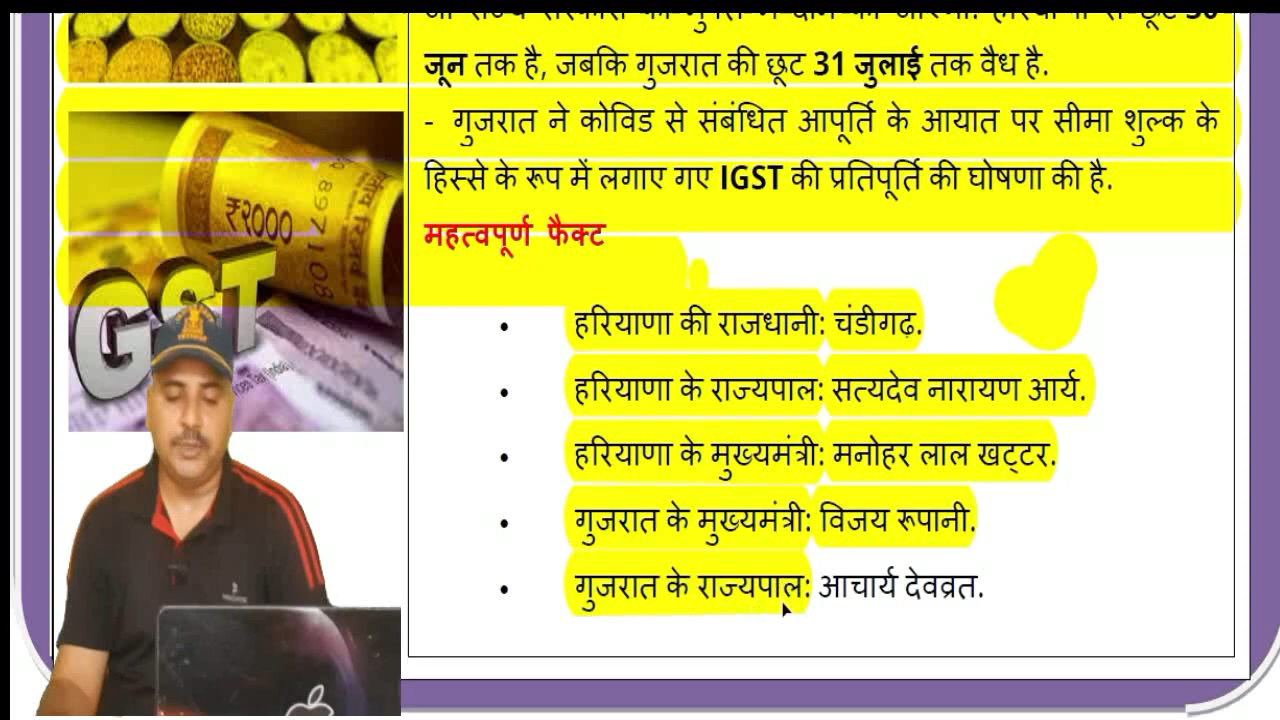 जून तक है, जबकि गुजरात की छूट 31 जुलाई तक वैध है.
- गुजरात ने कोविड से संबंधित आपूर्ति के आयात पर सीमा शुल्क के
हिस्से के रूप में लगाए गए IGST की प्रतिपूर्ति की घोषणा की है.
महत्वपूर्ण फैक्ट
₹२०००
GST
• हरियाणा की राजधानी: चंडीगढ़.
• हरियाणा के राज्यपाल: सत्यदेव नारायण आर्य.
• हरियाणा के मुख्यमंत्री: मनोहर लाल खट्टर.
• गुजरात के मुख्यमंत्री: विजय रूपानी.
• गुजरात के राज्यपाल: आचार्य देवव्रत.